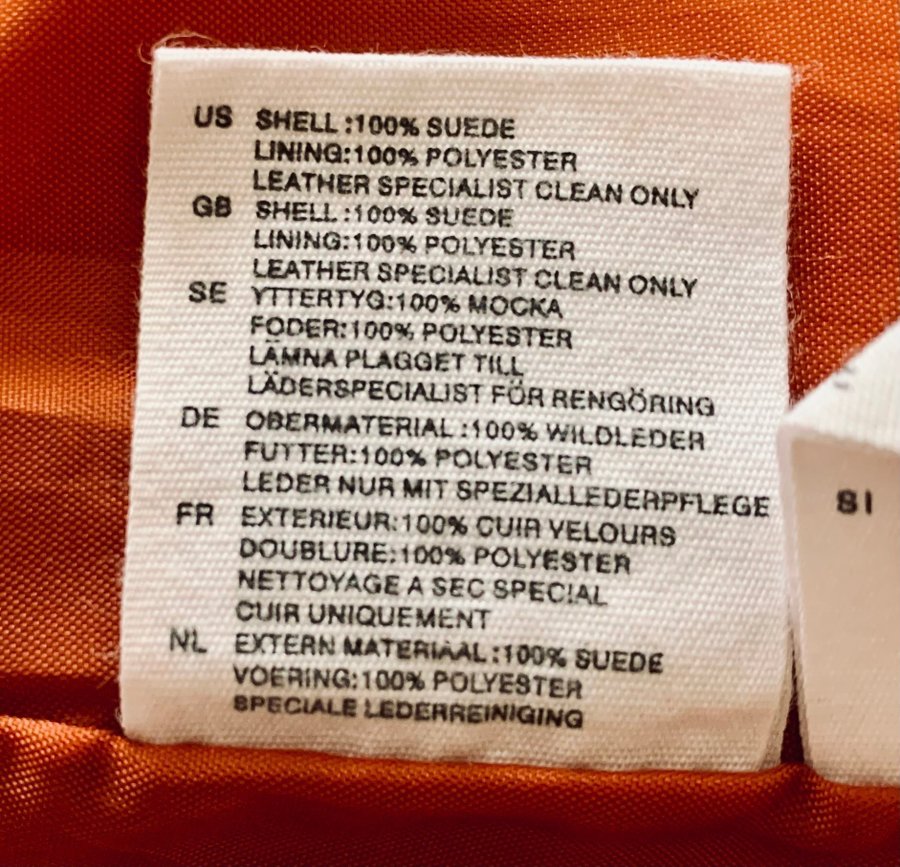 US SHELL :100% SUEDE
LINING:100% POLYESTER
LEATHER SPECIALIST CLEAN ONLY
GB SHELL :100% SUEDE
LINING:100% POLYESTER
LEATHER SPECIALIST CLEAN ONLY
SE YTTERTYG:100% MOCKA
FODER:100% POLYESTER
LÄMNA PLAGGET TILL
LÄDERSPECIALIST FÖR RENGÖRING
DE OBERMATERIAL :100% WILDLEDER
FUTTER:100% POLYESTER
LEDER NUR MIT SPEZIALLEDERPFLEGE
FR EXTERIEUR:100% CUIR VELOURS
DOUBLURE:100% POLYESTER
NETTOYAGE A SEC SPECIAL
CUIR UNIQUEMENT
NL EXTERN MATERIAAL :100% SUEDE
VOERING:100% POLYESTER
SPECIALE LEDERREINIGING
SI